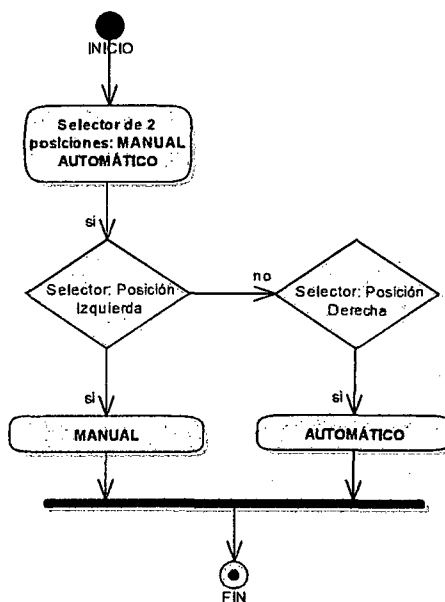 INICIO
Selector de 2
posiciones: MANUAL
AUTOMÁTICO
si
Selector: Posición
Izquierda
no
Selector: Posición
Derecha
si
si
MANUAL
AUTOMÁTICO
FIN